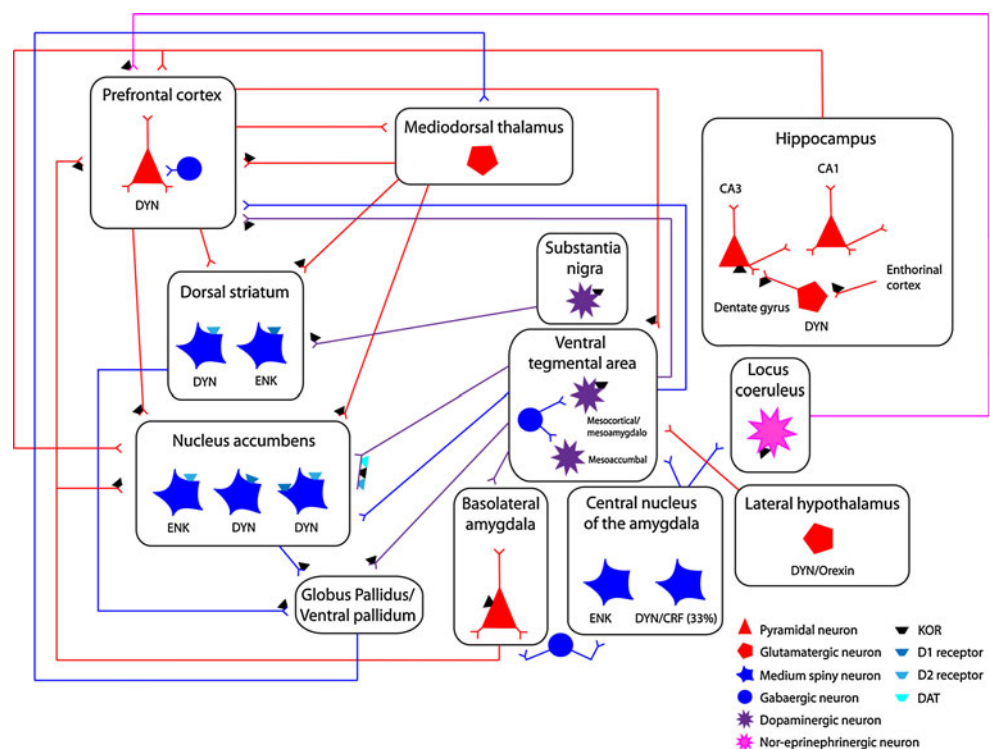 Prefrontal cortex
DYN
Mediodorsal thalamus
Hippocampus
CA3
CA1
Enthorinal
cortex
Dentate gyrus
DYN
Substantia
nigra
Dorsal striatum
DYN
ENK
Ventral
tegmental area
Mesocortical/
mesoamygdalo
Mesoaccumbal
Locus
coeruleus
Nucleus accumbens
ENK
DYN
DYN
Basolateral
amygdala
Central nucleus
of the amygdala
ENK
DYN/CRF (33%)
Lateral hypothalamus
DYN/Orexin
Globus Pallidus/
Ventral pallidum
Pyramidal neuron
Glutamatergic neuron
Medium spiny neuron
Gabaergic neuron
Dopaminergic neuron
Nor-eprinephrinergic neuron
KOR
D1 receptor
D2 receptor
DAT